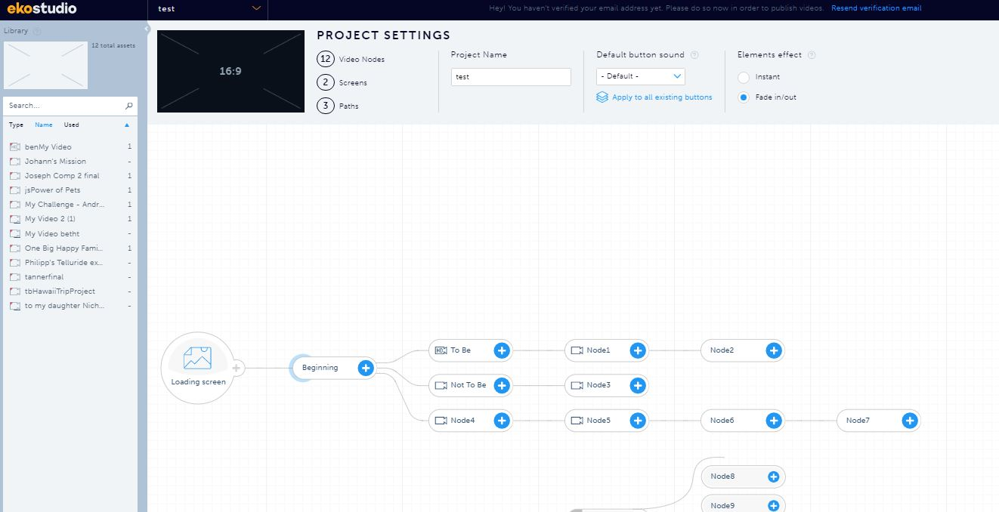 ekostudio
test
Hey! You haven't verified your email address yet. Please do so now in order to publish videos. Resend verification email
Library ?
12 total assets
Search...
Type Name Used
benMy Video 1
Johann's Mission -
Joseph Comp 2 final 1
jsPower of Pets 1
My Challenge - Andr... 1
My Video 2 (1) 1
My Video betht -
One Big Happy Fami... 1
Philipp's Telluride ex... -
tannerfinal -
tbHawaiiTripProject -
to my daughter Nich... -
16:9
PROJECT SETTINGS
12 Video Nodes
2 Screens
3 Paths
Project Name
test
Default button sound ?
- Default -
Apply to all existing buttons
Elements effect ?
Instant
Fade in/out
Loading screen
Beginning
HD To Be
Node1
Node2
Not To Be
Node3
Node4
Node5
Node6
Node7
Node8
Node9